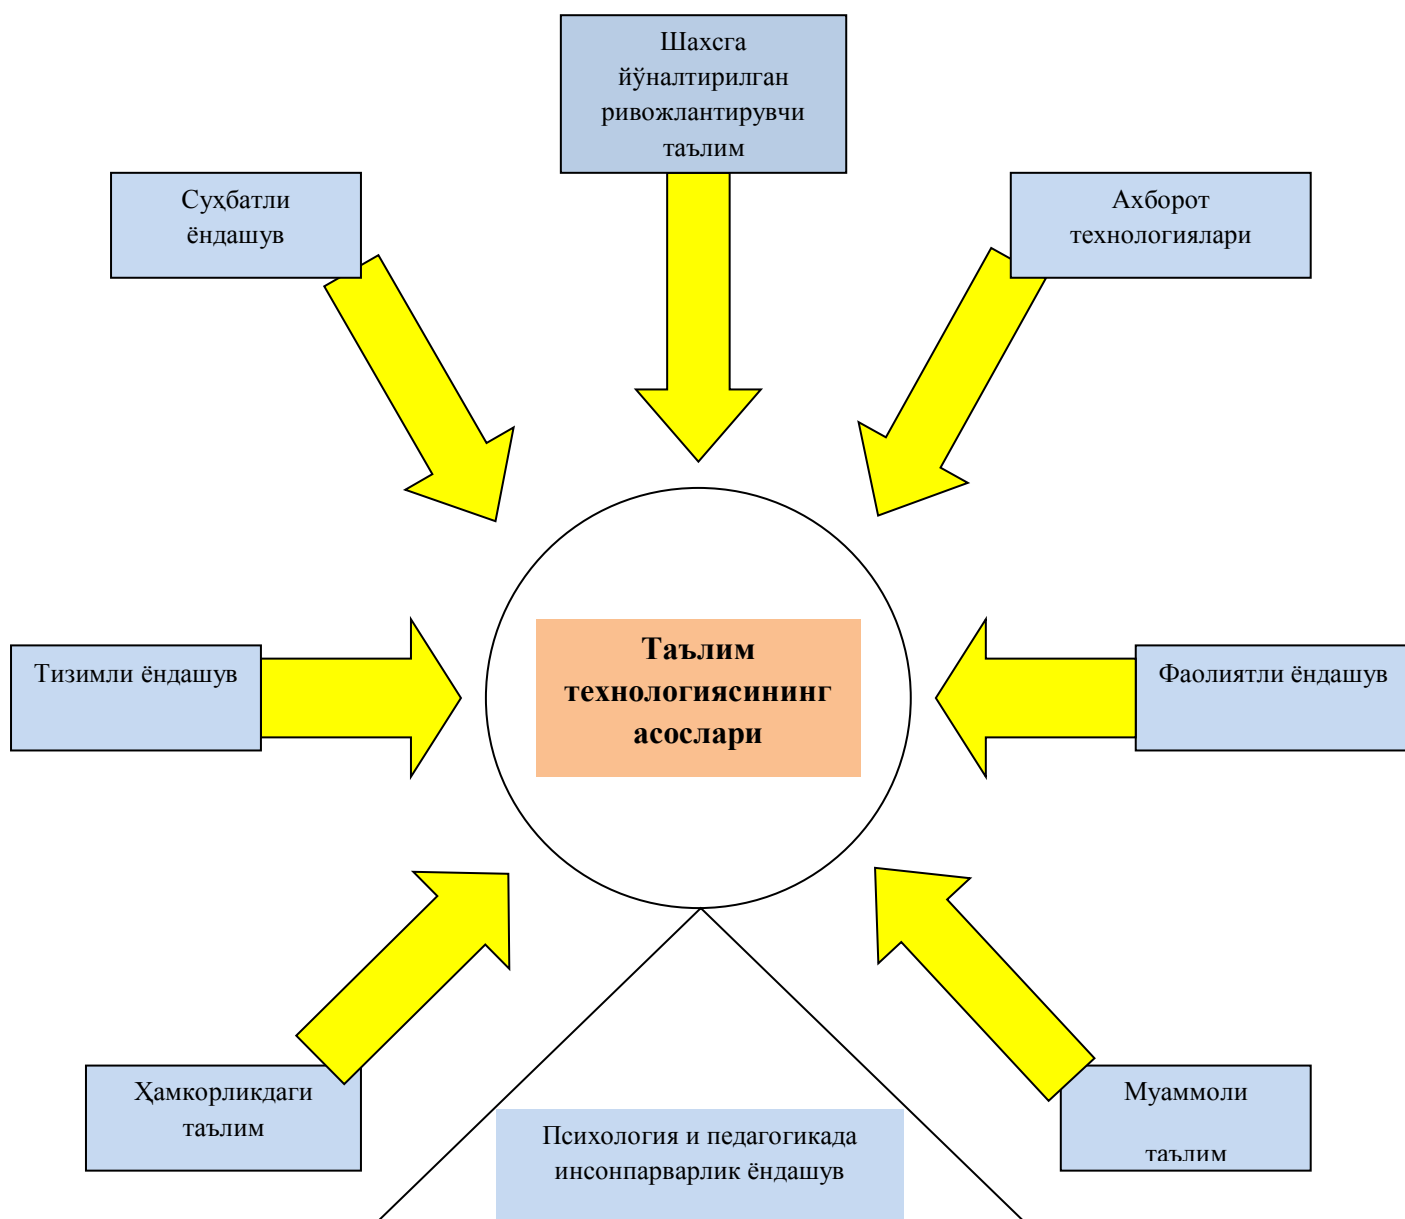 Шахсга
йўналтирилган
ривожлантирувчи
таълим
Суҳбатли
ёндашув
Ахборот
технологиялари
Таълим
технологиясининг
асослари
Тизимли ёндашув
Фаолиятли ёндашув
Ҳамкорликдаги
таълим
Муаммоли
таълим
Психология и педагогикада
инсонпарварлик ёндашув